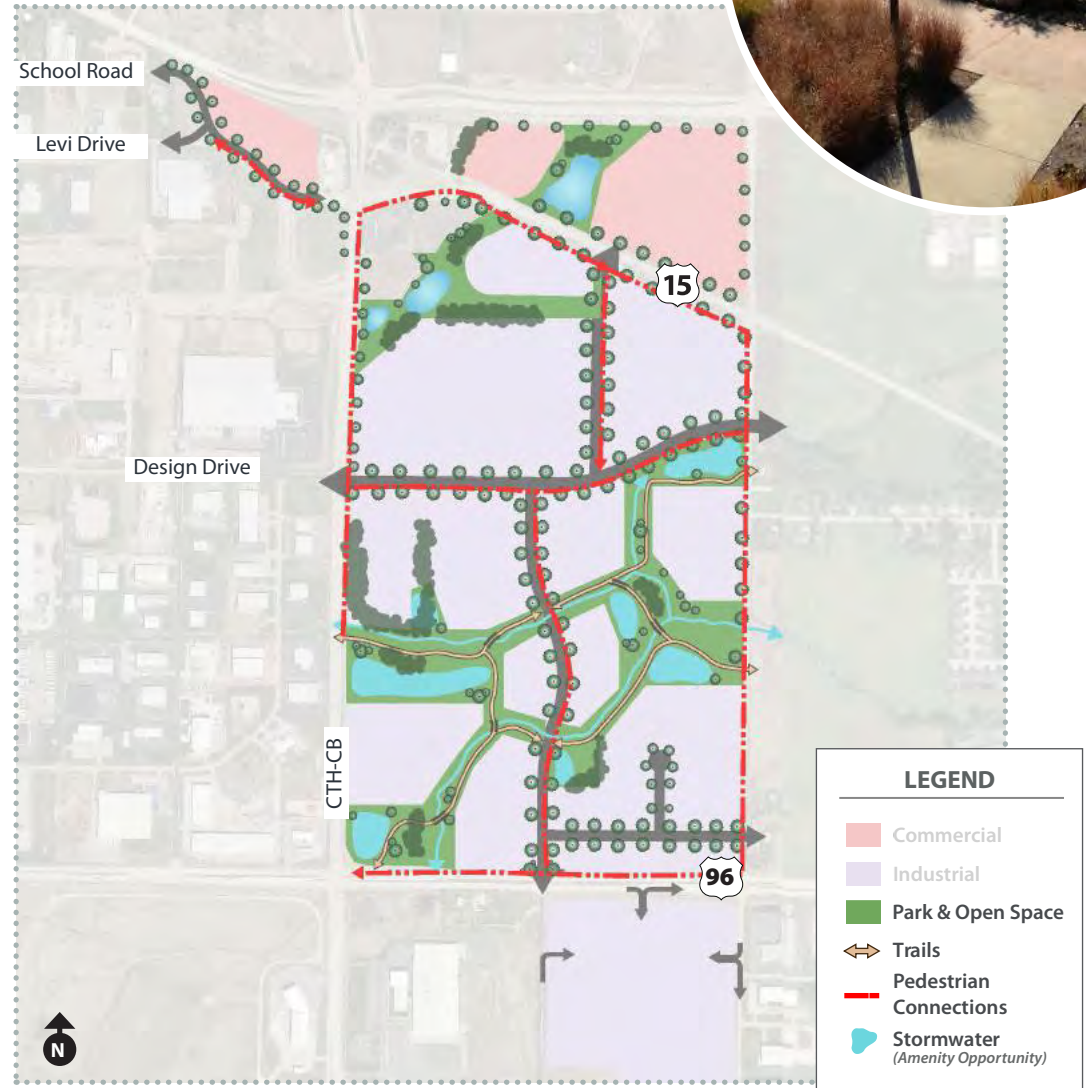 School Road
Levi Drive
15
Design Drive
CTH-CB
96
LEGEND
Commercial
Industrial
Park & Open Space
Trails
Pedestrian
Connections
Stormwater
(Amenity Opportunity)
N